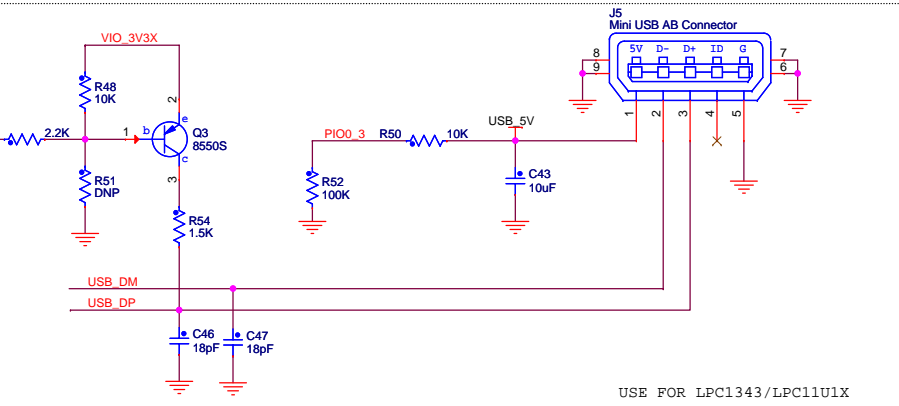 J5
Mini USB AB Connector
5V D- D+ ID G
8
9
7
6
1 2 3 4 5
VIO_3V3X
R48
10K
2
e
2.2K
1
b
Q3
8550S
c
3
R51
DNP
R54
1.5K
PIO0_3
R50
10K
USB_5V
R52
100K
C43
10uF
USB_DM
USB_DP
C46
18pF
C47
18pF
USE FOR LPC1343/LPC11U1X